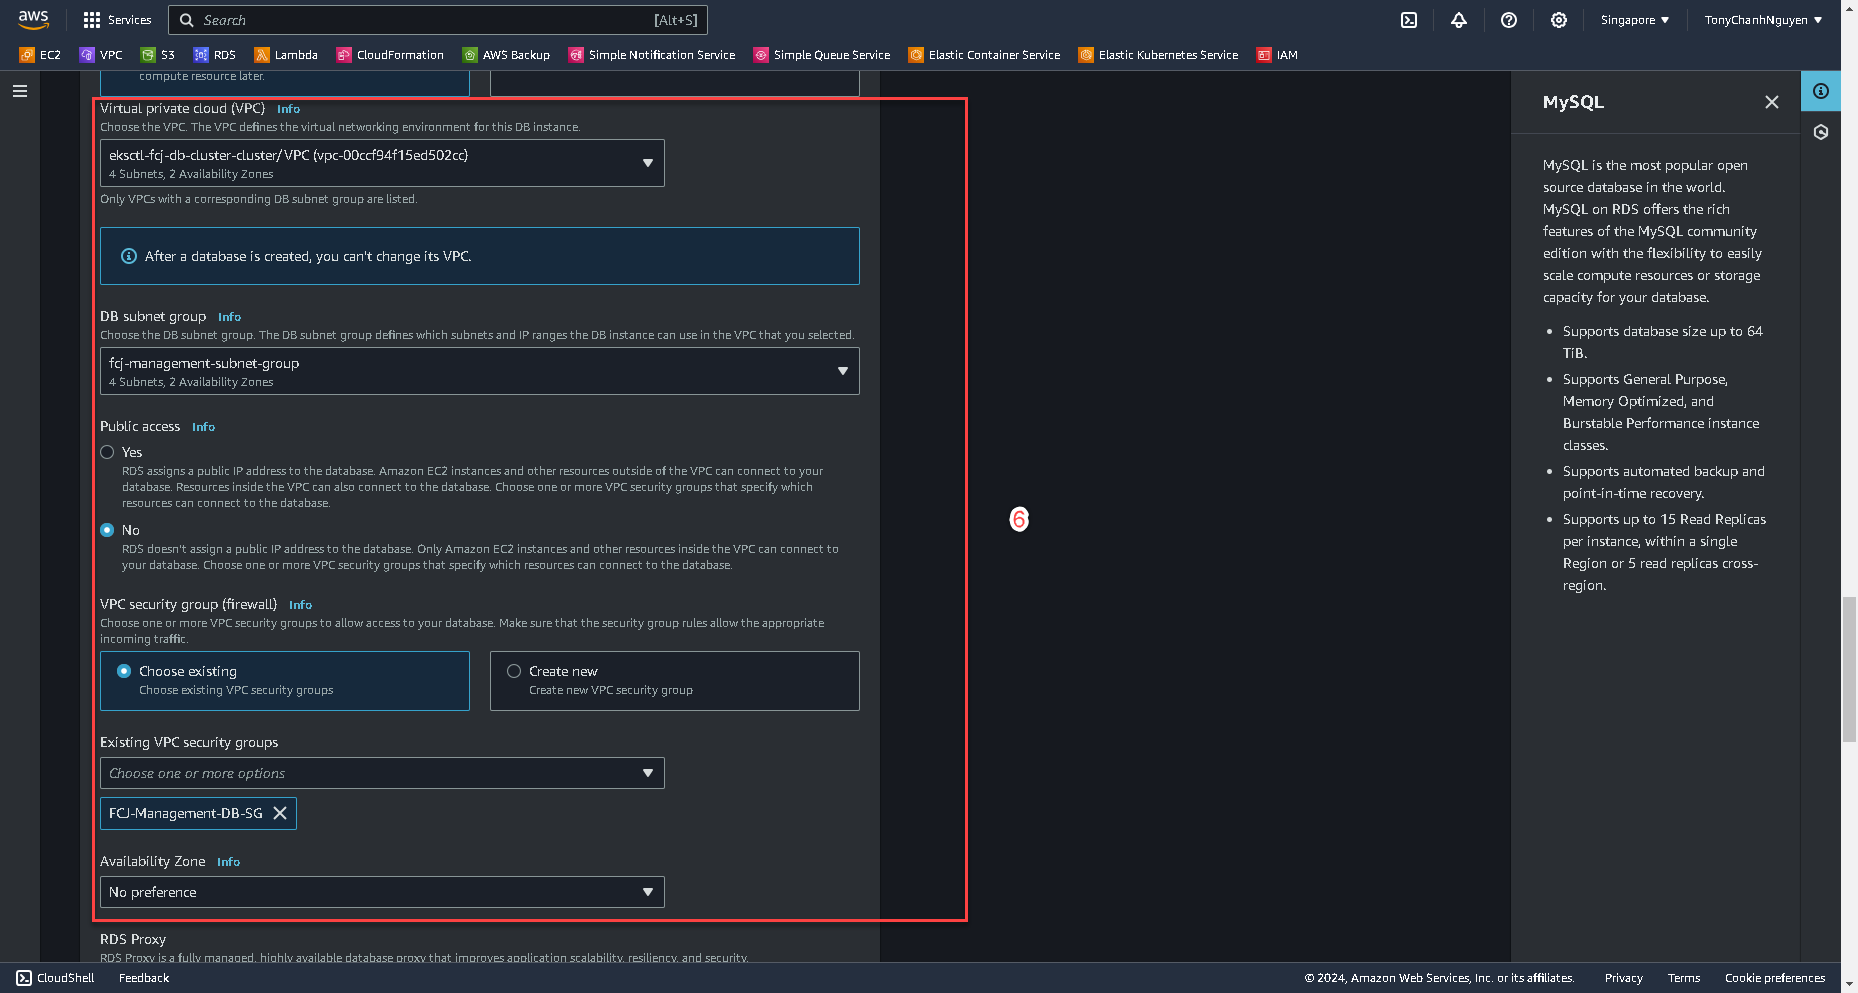 aws
Services
Search
[Alt+S]
Singapore ▼
TonyChanhNguyen ▼
EC2
VPC
S3
RDS
Lambda
CloudFormation
AWS Backup
Simple Notification Service
Simple Queue Service
Elastic Container Service
Elastic Kubernetes Service
IAM
compute resource later.
Virtual private cloud (VPC) Info
Choose the VPC. The VPC defines the virtual networking environment for this DB instance.
eksctl-fcj-db-cluster-cluster/VPC (vpc-00ccf94f15ed502cc)
4 Subnets, 2 Availability Zones
Only VPCs with a corresponding DB subnet group are listed.
After a database is created, you can't change its VPC.
DB subnet group Info
Choose the DB subnet group. The DB subnet group defines which subnets and IP ranges the DB instance can use in the VPC that you selected.
fcj-management-subnet-group
4 Subnets, 2 Availability Zones
Public access Info
Yes
RDS assigns a public IP address to the database. Amazon EC2 instances and other resources outside of the VPC can connect to your
database. Resources inside the VPC can also connect to the database. Choose one or more VPC security groups that specify which
resources can connect to the database.
No
RDS doesn't assign a public IP address to the database. Only Amazon EC2 instances and other resources inside the VPC can connect to
your database. Choose one or more VPC security groups that specify which resources can connect to the database.
VPC security group (firewall) Info
Choose one or more VPC security groups to allow access to your database. Make sure that the security group rules allow the appropriate
incoming traffic.
Choose existing
Choose existing VPC security groups
Create new
Create new VPC security group
Existing VPC security groups
Choose one or more options
FCJ-Management-DB-SG
Availability Zone Info
No preference
RDS Proxy
RDS Proxy is a fully managed, highly available database proxy that improves application scalability, resiliency, and security.
6
MySQL
MySQL is the most popular open
source database in the world.
MySQL on RDS offers the rich
features of the MySQL community
edition with the flexibility to easily
scale compute resources or storage
capacity for your database.
• Supports database size up to 64
TiB.
• Supports General Purpose,
Memory Optimized, and
Burstable Performance instance
classes.
• Supports automated backup and
point-in-time recovery.
• Supports up to 15 Read Replicas
per instance, within a single
Region or 5 read replicas cross-
region.
CloudShell
Feedback
© 2024, Amazon Web Services, Inc. or its affiliates.
Privacy
Terms
Cookie preferences